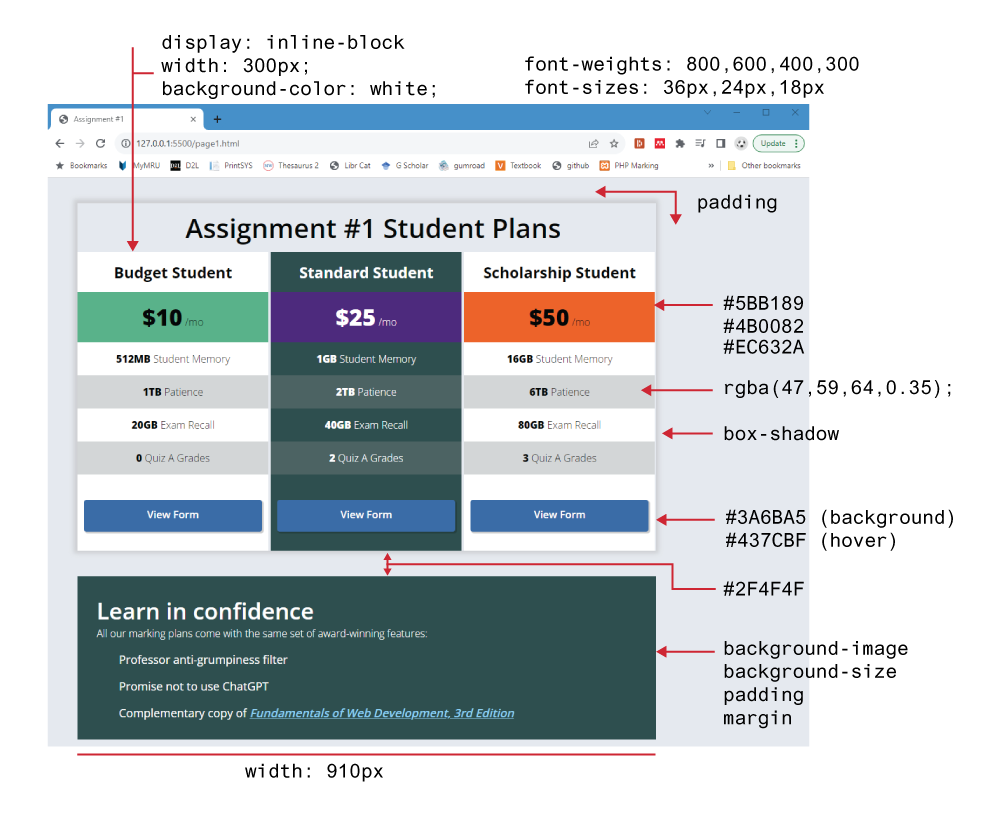 display: inline-block
width: 300px;
background-color: white;
font-weights: 800,600,400,300
font-sizes: 36px,24px,18px
Assignment #1
127.0.0.1:5500/page1.html
Update
Bookmarks MyMRU D2L D2L PrintSYS Thesaurus 2 Libr Cat G Scholar gumroad Textbook github PHP Marking » Other bookmarks
padding
Assignment #1 Student Plans
Budget Student Standard Student Scholarship Student
$10 /mo $25 /mo $50 /mo
#5BB189
#4B0082
#EC632A
512MB Student Memory 1GB Student Memory 16GB Student Memory
1TB Patience 2TB Patience 6TB Patience
rgba(47,59,64,0.35);
20GB Exam Recall 40GB Exam Recall 80GB Exam Recall
box-shadow
0 Quiz A Grades 2 Quiz A Grades 3 Quiz A Grades
View Form View Form View Form
#3A6BA5 (background)
#437CBF (hover)
#2F4F4F
Learn in confidence
All our marking plans come with the same set of award-winning features:
Professor anti-grumpiness filter
Promise not to use ChatGPT
Complementary copy of Fundamentals of Web Development, 3rd Edition
background-image
background-size
padding
margin
width: 910px